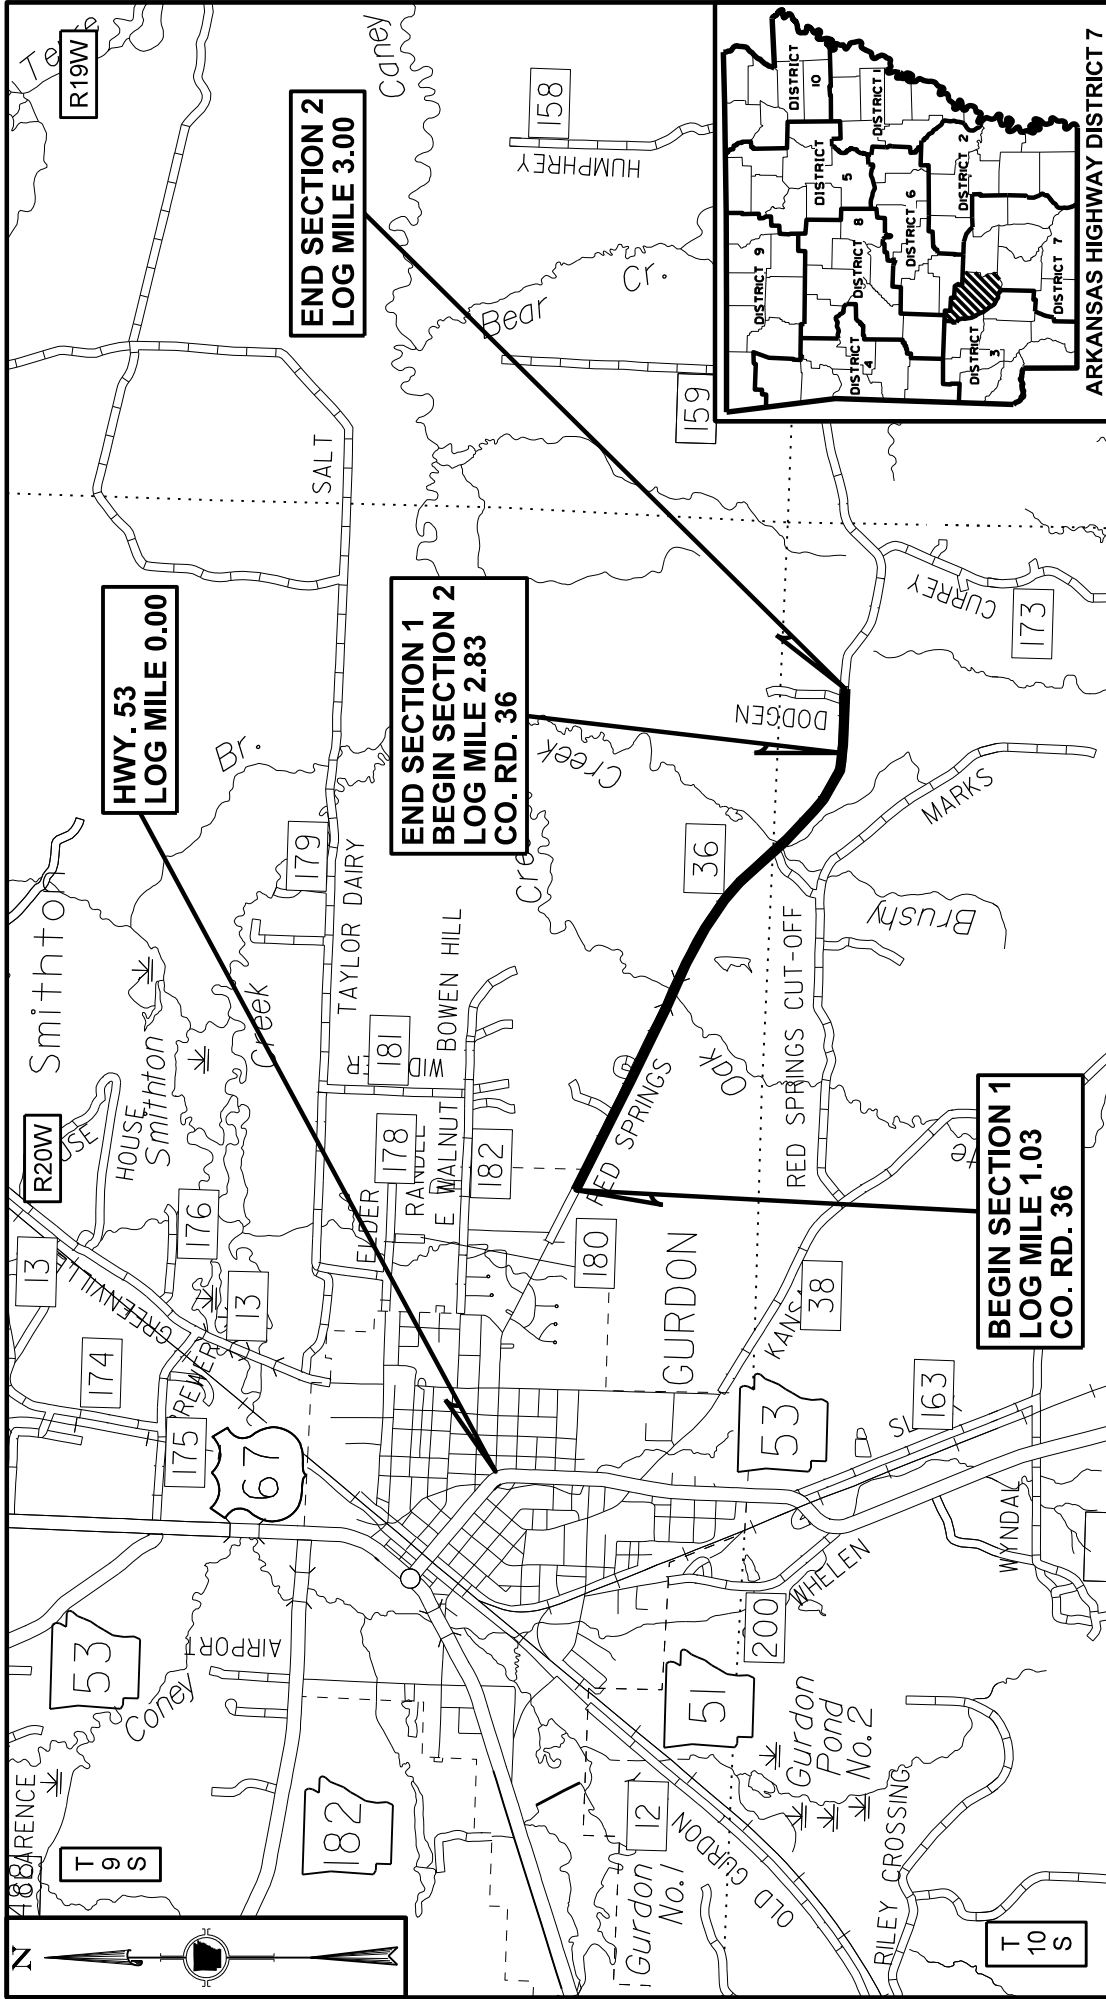 N
T
9
S
R20W
R19W
T
10
S
HWY. 53
LOG MILE 0.00
END SECTION 1
BEGIN SECTION 2
LOG MILE 2.83
CO. RD. 36
END SECTION 2
LOG MILE 3.00
BEGIN SECTION 1
LOG MILE 1.03
CO. RD. 36
Smithton
HOUSE
Smithton
Creek
Br.
Caney
SALT
TAYLOR DAIRY
179
181
BOWEN HILL
178
ELDER
E WALNUT
182
180
RED SPRINGS
GURDON
36
Creek
Oak
Bear
Cr.
HUMPHREY
158
159
DODGEN
CURREY
173
MARKS
Brushy
RED SPRINGS CUT-OFF
38
53
163
WYNDAL
WHELEN
200
51
Gurdon
Pond
No.2
RILEY CROSSING
OLD GURDON
12
Gurdon
No.1
182
AIRPORT
Coney
53
67
175
174
13
13
176
DISTRICT 9
DISTRICT
10
DISTRICT 1
DISTRICT
5
DISTRICT 8
DISTRICT 6
DISTRICT 2
DISTRICT
4
DISTRICT
3
DISTRICT 7
ARKANSAS HIGHWAY DISTRICT 7